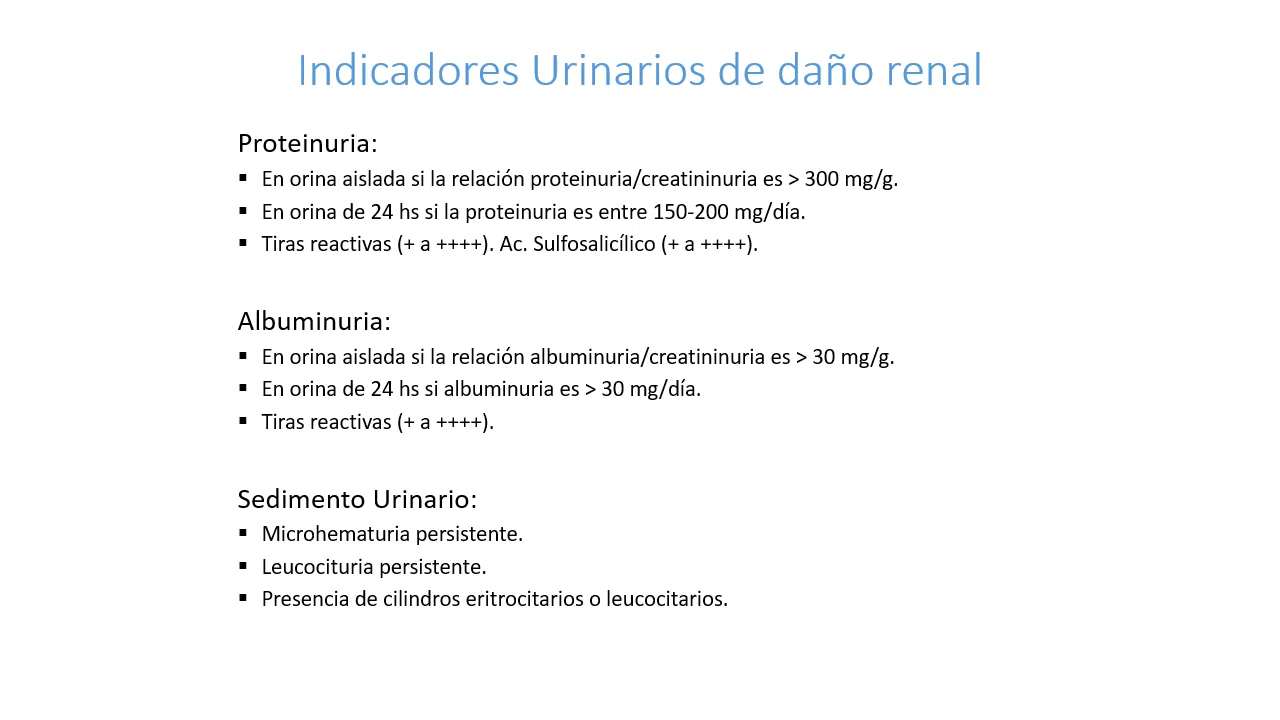 Indicadores Urinarios de daño renal
Proteinuria:
▪ En orina aislada si la relación proteinuria/creatininuria es > 300 mg/g.
▪ En orina de 24 hs si la proteinuria es entre 150-200 mg/día.
▪ Tiras reactivas (+ a ++++). Ac. Sulfosalicílico (+ a ++++).
Albuminuria:
▪ En orina aislada si la relación albuminuria/creatininuria es > 30 mg/g.
▪ En orina de 24 hs si albuminuria es > 30 mg/día.
▪ Tiras reactivas (+ a ++++).
Sedimento Urinario:
▪ Microhematuria persistente.
▪ Leucocituria persistente.
▪ Presencia de cilindros eritrocitarios o leucocitarios.